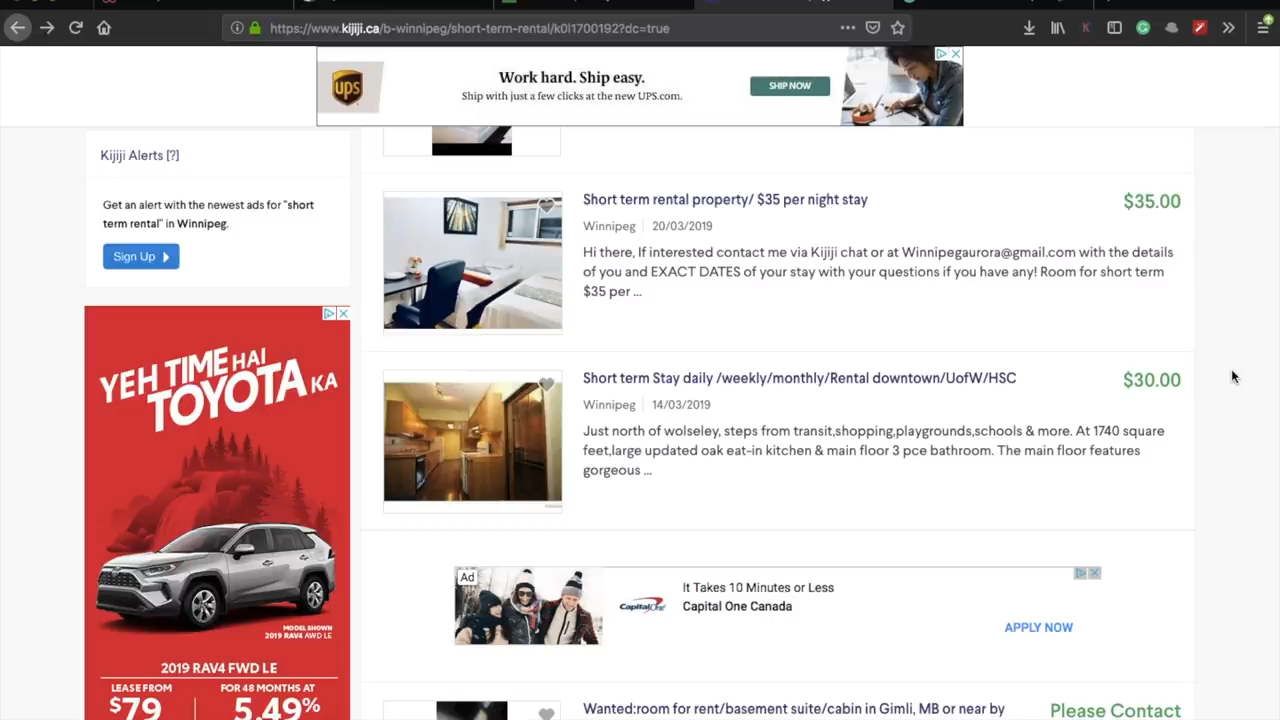 https://www.kijiji.ca/b-winnipeg/short-term-rental/k0l1700192?dc=true
ups
Work hard. Ship easy.
Ship with just a few clicks at the new UPS.com.
SHIP NOW
Kijiji Alerts [?]
Get an alert with the newest ads for "short
term rental" in Winnipeg.
Sign Up
YEH TIME HAI
TOYOTA KA
MODEL SHOWN
2019 RAV4 AWD LE
2019 RAV4 FWD LE
LEASE FROM
$79
FOR 48 MONTHS AT
5.49%
Short term rental property/ $35 per night stay
$35.00
Winnipeg
20/03/2019
Hi there, If interested contact me via Kijiji chat or at Winnipegaurora@gmail.com with the details
of you and EXACT DATES of your stay with your questions if you have any! Room for short term
$35 per ...
Short term Stay daily /weekly/monthly/Rental downtown/UofW/HSC
$30.00
Winnipeg
14/03/2019
Just north of wolseley, steps from transit,shopping,playgrounds,schools & more. At 1740 square
feet,large updated oak eat-in kitchen & main floor 3 pce bathroom. The main floor features
gorgeous ...
Ad
Capital One
It Takes 10 Minutes or Less
Capital One Canada
APPLY NOW
Wanted:room for rent/basement suite/cabin in Gimli, MB or near by
Please Contact